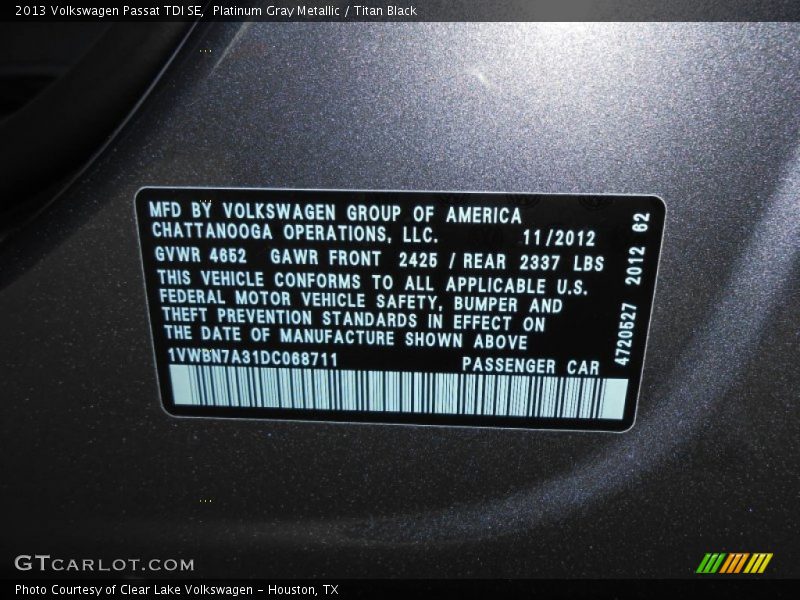 2013 Volkswagen Passat TDI SE, Platinum Gray Metallic / Titan Black
MFD BY VOLKSWAGEN GROUP OF AMERICA
CHATTANOOGA OPERATIONS, LLC. 11/2012
GVWR 4652 GAWR FRONT 2425 / REAR 2337 LBS
THIS VEHICLE CONFORMS TO ALL APPLICABLE U.S.
FEDERAL MOTOR VEHICLE SAFETY, BUMPER AND
THEFT PREVENTION STANDARDS IN EFFECT ON
THE DATE OF MANUFACTURE SHOWN ABOVE
1VWBN7A31DC068711 PASSENGER CAR
4720527 2012 62
GTCARLOT.COM
Photo Courtesy of Clear Lake Volkswagen - Houston, TX